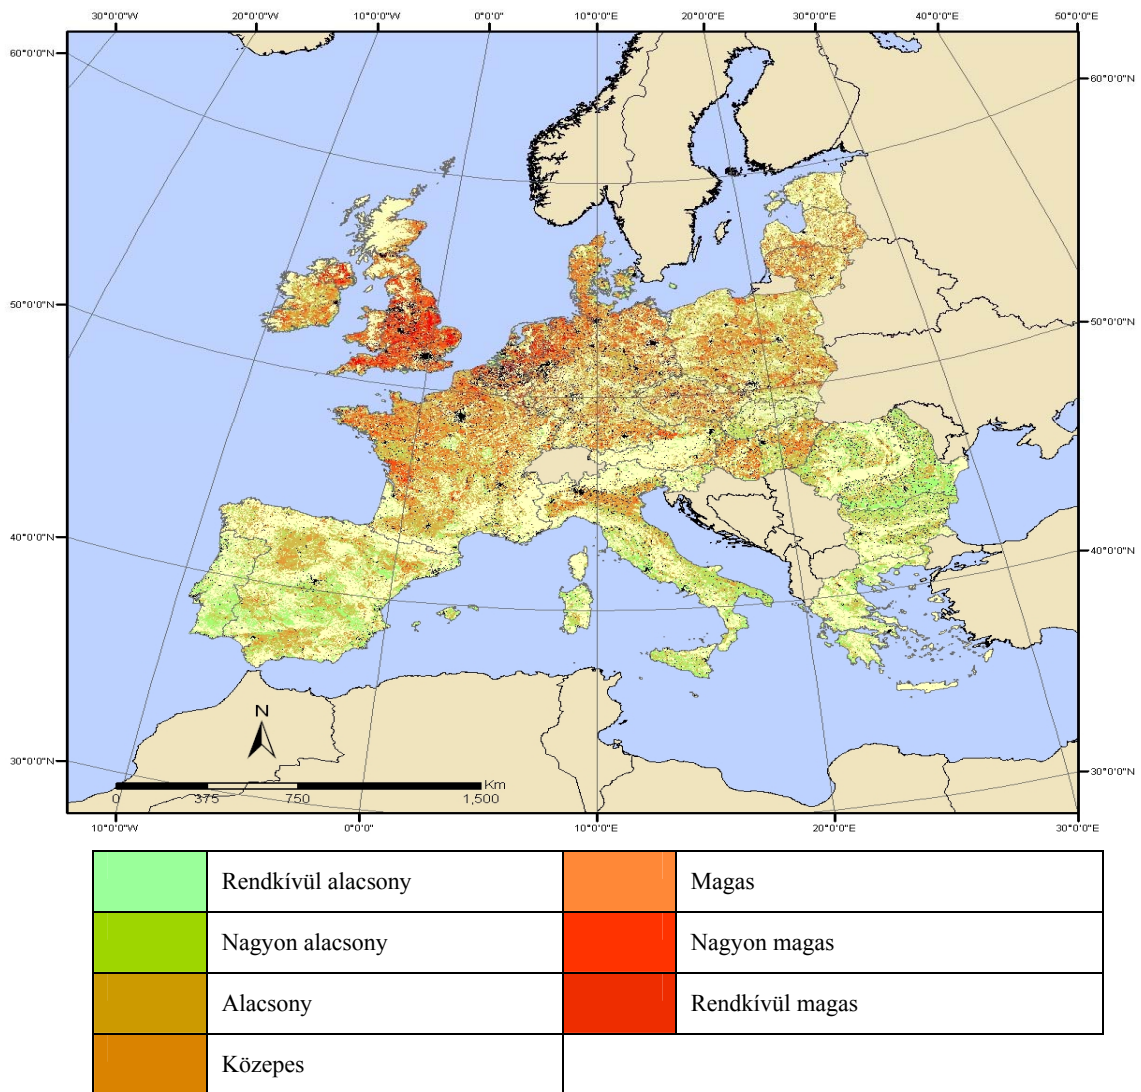 30°0'0"W 20°0'0"W 10°0'0"W 0°0'0" 10°0'0"E 20°0'0"E 30°0'0"E 40°0'0"E 50°0'0"E
60°0'0"N 60°0'0"N
50°0'0"N 50°0'0"N
40°0'0"N 40°0'0"N
N
30°0'0"N 30°0'0"N
Km
0 375 750 1,500
10°0'0"W 0°0'0" 10°0'0"E 20°0'0"E 30°0'0"E
Rendkívül alacsony Magas
Nagyon alacsony Nagyon magas
Alacsony Rendkívül magas
Közepes